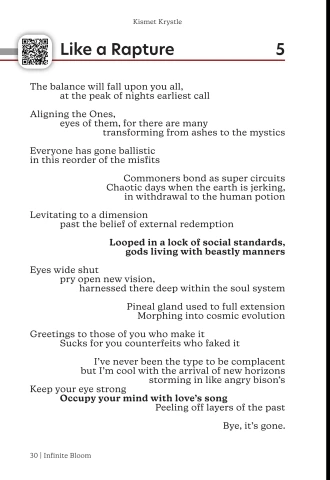 Kismet Krystle
Like a Rapture 5
The balance will fall upon you all,
at the peak of nights earliest call
Aligning the Ones,
eyes of them, for there are many
transforming from ashes to the mystics
Everyone has gone ballistic
in this reorder of the misfits
Commoners bond as super circuits
Chaotic days when the earth is jerking,
in withdrawal to the human potion
Levitating to a dimension
past the belief of external redemption
Looped in a lock of social standards,
gods living with beastly manners
Eyes wide shut
pry open new vision,
harnessed there deep within the soul system
Pineal gland used to full extension
Morphing into cosmic evolution
Greetings to those of you who make it
Sucks for you counterfeits who faked it
I've never been the type to be complacent
but I'm cool with the arrival of new horizons
storming in like angry bison's
Keep your eye strong
Occupy your mind with love's song
Peeling off layers of the past
Bye, it's gone.
30 | Infinite Bloom